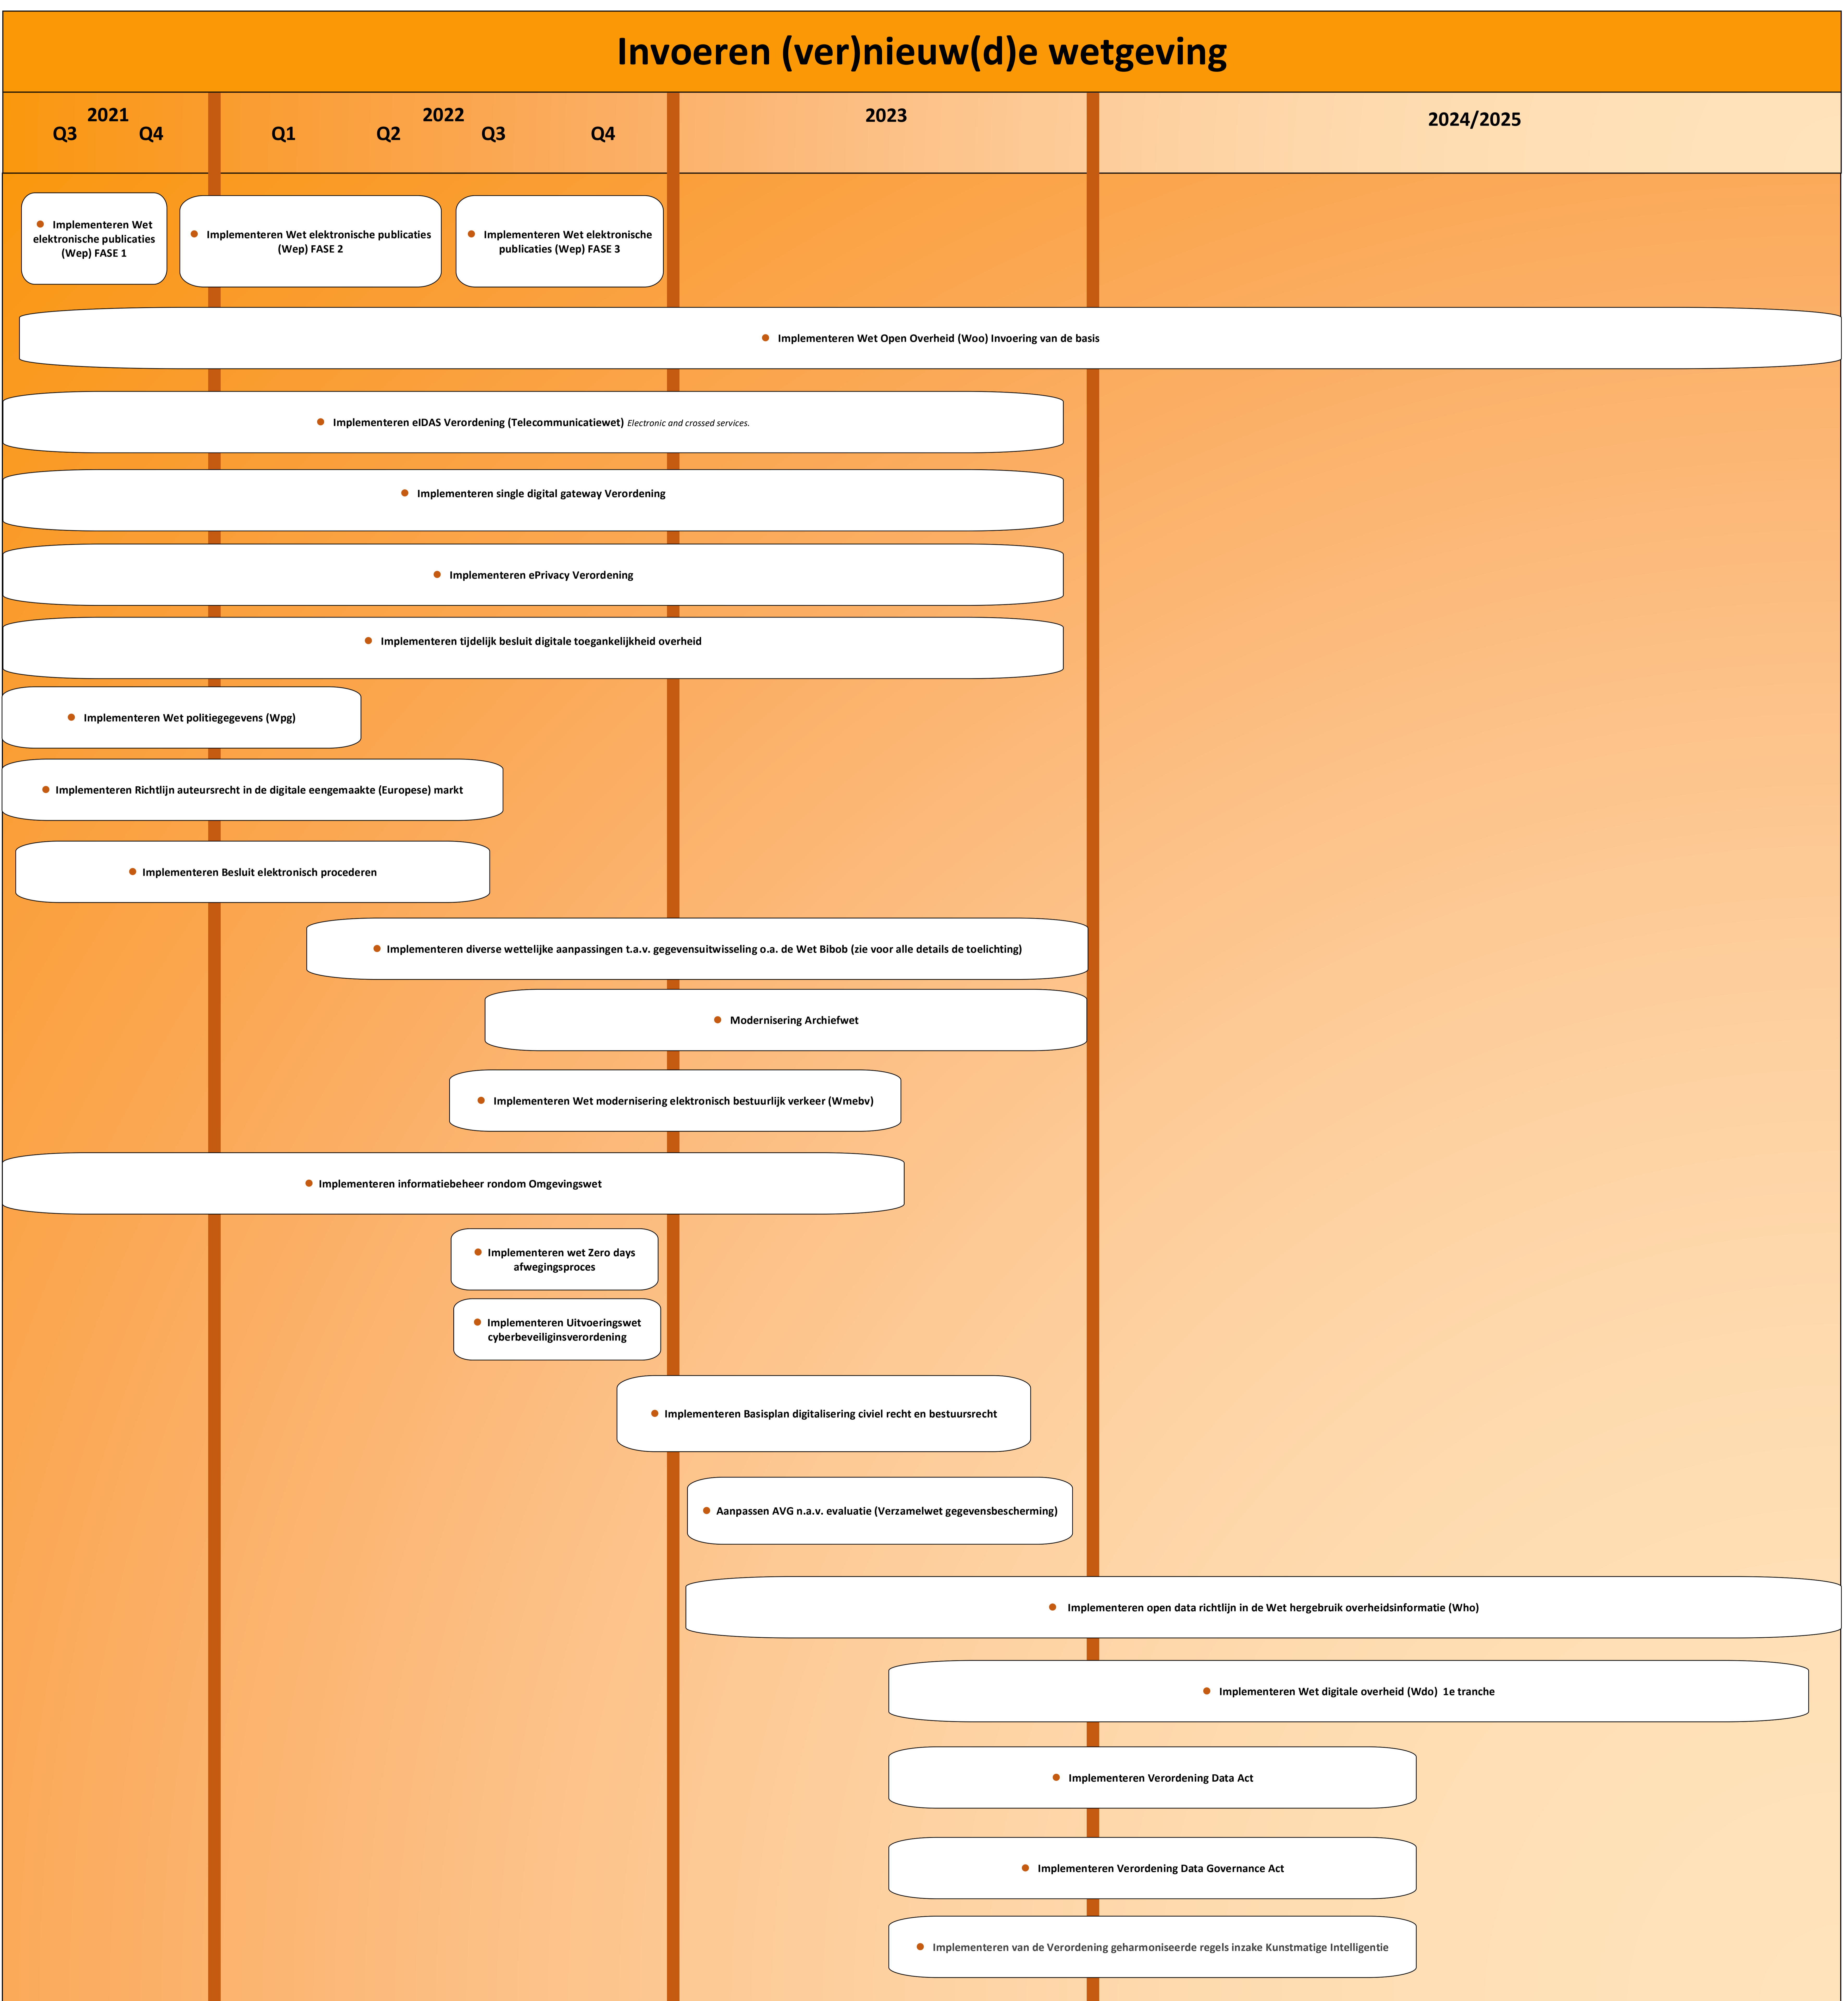 Invoeren (ver)nieuw(d)e wetgeving
2021
Q3 Q4
2022
Q1 Q2 Q3 Q4
2023
2024/2025
Implementeren Wet
elektronische publicaties
(Wep) FASE 1
Implementeren Wet elektronische publicaties
(Wep) FASE 2
Implementeren Wet elektronische
publicaties (Wep) FASE 3
Implementeren Wet Open Overheid (Woo) Invoering van de basis
Implementeren eIDAS Verordening (Telecommunicatiewet) Electronic and crossed services.
Implementeren single digital gateway Verordening
Implementeren ePrivacy Verordening
Implementeren tijdelijk besluit digitale toegankelijkheid overheid
Implementeren Wet politiegegevens (Wpg)
Implementeren Richtlijn auteursrecht in de digitale eengemaakte (Europese) markt
Implementeren Besluit elektronisch procederen
Implementeren diverse wettelijke aanpassingen t.a.v. gegevensuitwisseling o.a. de Wet Bibob (zie voor alle details de toelichting)
Modernisering Archiefwet
Implementeren Wet modernisering elektronisch bestuurlijk verkeer (Wmebv)
Implementeren informatiebeheer rondom Omgevingswet
Implementeren wet Zero days
afwegingsproces
Implementeren Uitvoeringswet
cyberbeveiliginsverordening
Implementeren Basisplan digitalisering civiel recht en bestuursrecht
Aanpassen AVG n.a.v. evaluatie (Verzamelwet gegevensbescherming)
Implementeren open data richtlijn in de Wet hergebruik overheidsinformatie (Who)
Implementeren Wet digitale overheid (Wdo) 1e tranche
Implementeren Verordening Data Act
Implementeren Verordening Data Governance Act
Implementeren van de Verordening geharmoniseerde regels inzake Kunstmatige Intelligentie